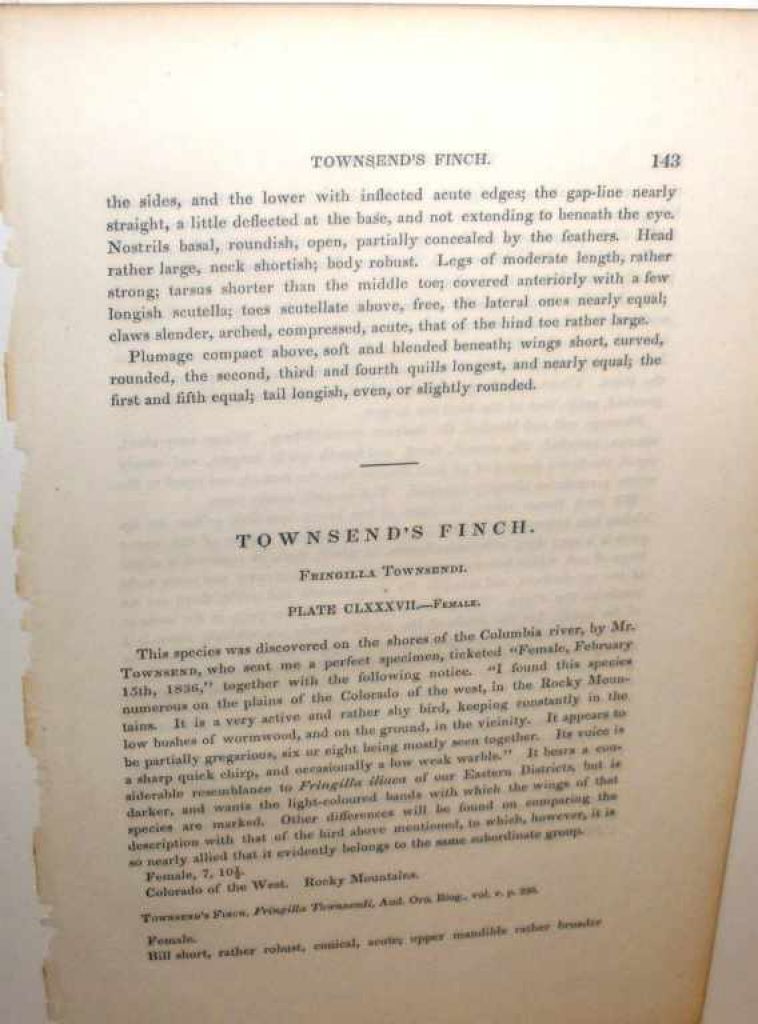 TOWNSEND'S FINCH. 143
the sides, and the lower with inflected acute edges; the gap-line nearly
straight, a little deflected at the base, and not extending to beneath the eye.
Nostrils basal, roundish, open, partially concealed by the feathers. Head
rather large, neck shortish; body robust. Legs of moderate length, rather
strong; tarsus shorter than the middle toe; covered anteriorly with a few
longish scutella; toes scutellate above, free, the lateral ones nearly equal;
claws slender, arched, compressed, acute, that of the hind toe rather large.
Plumage compact above, soft and blended beneath; wings short, curved,
rounded, the second, third and fourth quills longest, and nearly equal; the
first and fifth equal; tail longish, even, or slightly rounded.
TOWNSEND'S FINCH.
FRINGILLA TOWNSENDI.
PLATE CLXXXVII.—FEMALE.
This species was discovered on the shores of the Columbia river, by Mr.
TOWNSEND, who sent me a perfect specimen, ticketed "Female, February
15th, 1836," together with the following notice. "I found this species
numerous on the plains of the Colorado of the west, in the Rocky Moun-
tains. It is a very active and rather shy bird, keeping constantly in the
low bushes of wormwood, and on the ground, in the vicinity. It appears to
be partially gregarious, six or eight being mostly seen together. Its voice is
a sharp quick chirp, and occasionally a low weak warble." It bears a con-
siderable resemblance to Fringilla iliaca of our Eastern Districts, but is
darker, and wants the light-coloured bands with which the wings of that
species are marked. Other differences will be found on comparing the
description with that of the bird above mentioned, to which, however, it is
so nearly allied that it evidently belongs to the same subordinate group.
Female, 7, 10½.
Colorado of the West. Rocky Mountains.
TOWNSEND'S FINCH, Fringilla Townsendi, Aud. Orn. Biog., vol. v. p. 236.
Female.
Bill short, rather robust, conical, acute; upper mandible rather broader